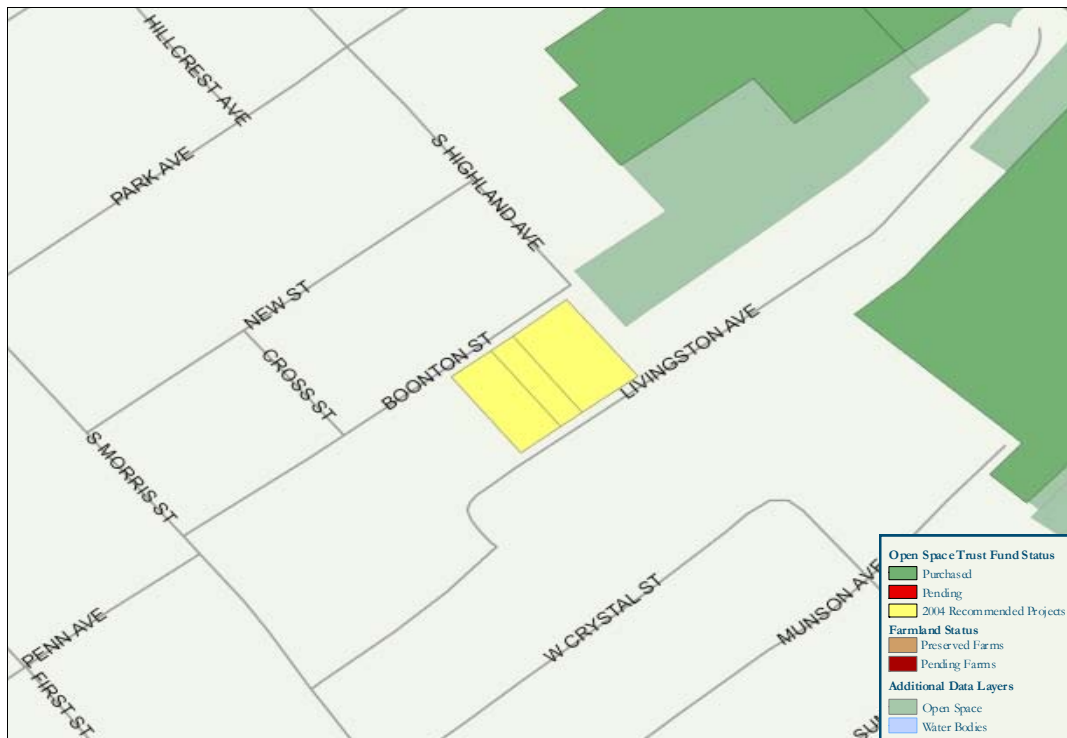 HILLCREST AVE
PARK AVE
S HIGHLAND AVE
NEW ST
CROSS ST
BOONTON ST
LIVINGSTON AVE
S MORRIS ST
PENN AVE
FIRST ST
W CRYSTAL ST
MUNSON AVE
Open Space Trust Fund Status
Purchased
Pending
2004 Recommended Projects
Farmland Status
Preserved Farms
Pending Farms
Additional Data Layers
Open Space
Water Bodies